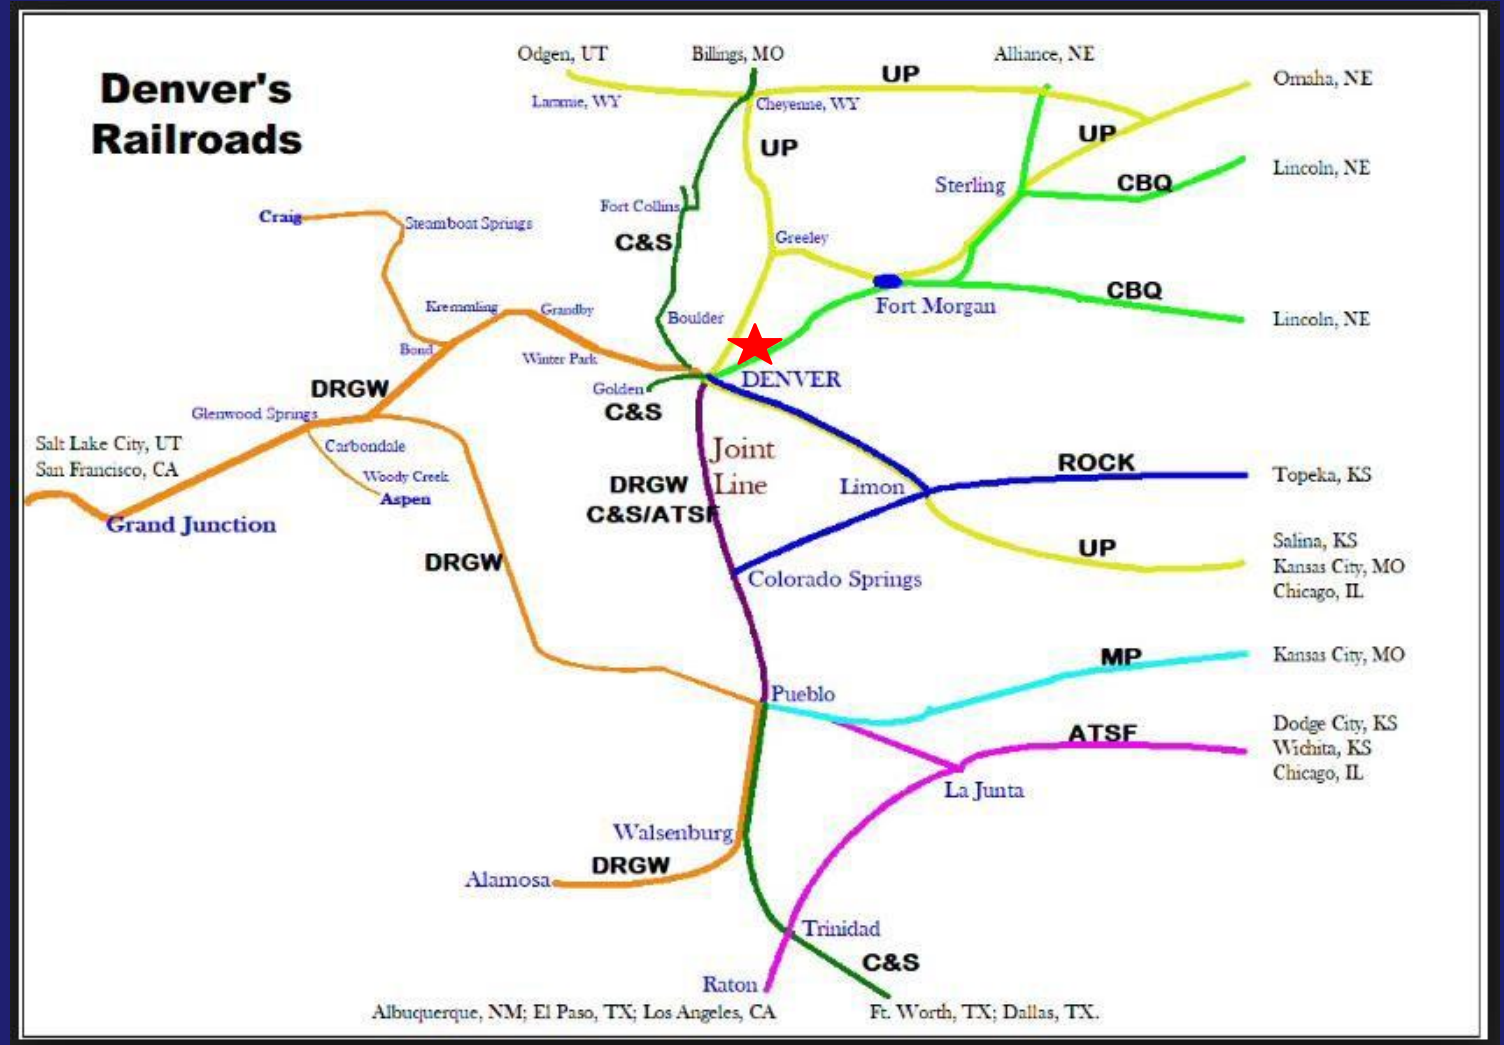 Denver's
Railroads
Odgen, UT
Billings, MO
Alliance, NE
Omaha, NE
UP
Lammie, WY
Cheyenne, WY
UP
UP
Lincoln, NE
CBQ
Sterling
Fort Collins
Craig
Steamboat Springs
C&S
Greeley
Kremmling
Grandby
Boulder
Fort Morgan
CBQ
Lincoln, NE
Bond
Winter Park
DENVER
Golden
C&S
DRGW
Glenwood Springs
Salt Lake City, UT
San Francisco, CA
Carbondale
Woody Creek
Aspen
Grand Junction
Joint
Line
DRGW
C&S/ATSF
Limon
ROCK
Topeka, KS
DRGW
Colorado Springs
UP
Salina, KS
Kansas City, MO
Chicago, IL
MP
Kansas City, MO
Pueblo
ATSF
Dodge City, KS
Wichita, KS
Chicago, IL
La Junta
Walsenburg
DRGW
Alamosa
Trinidad
C&S
Raton
Albuquerque, NM; El Paso, TX; Los Angeles, CA
Ft. Worth, TX; Dallas, TX.